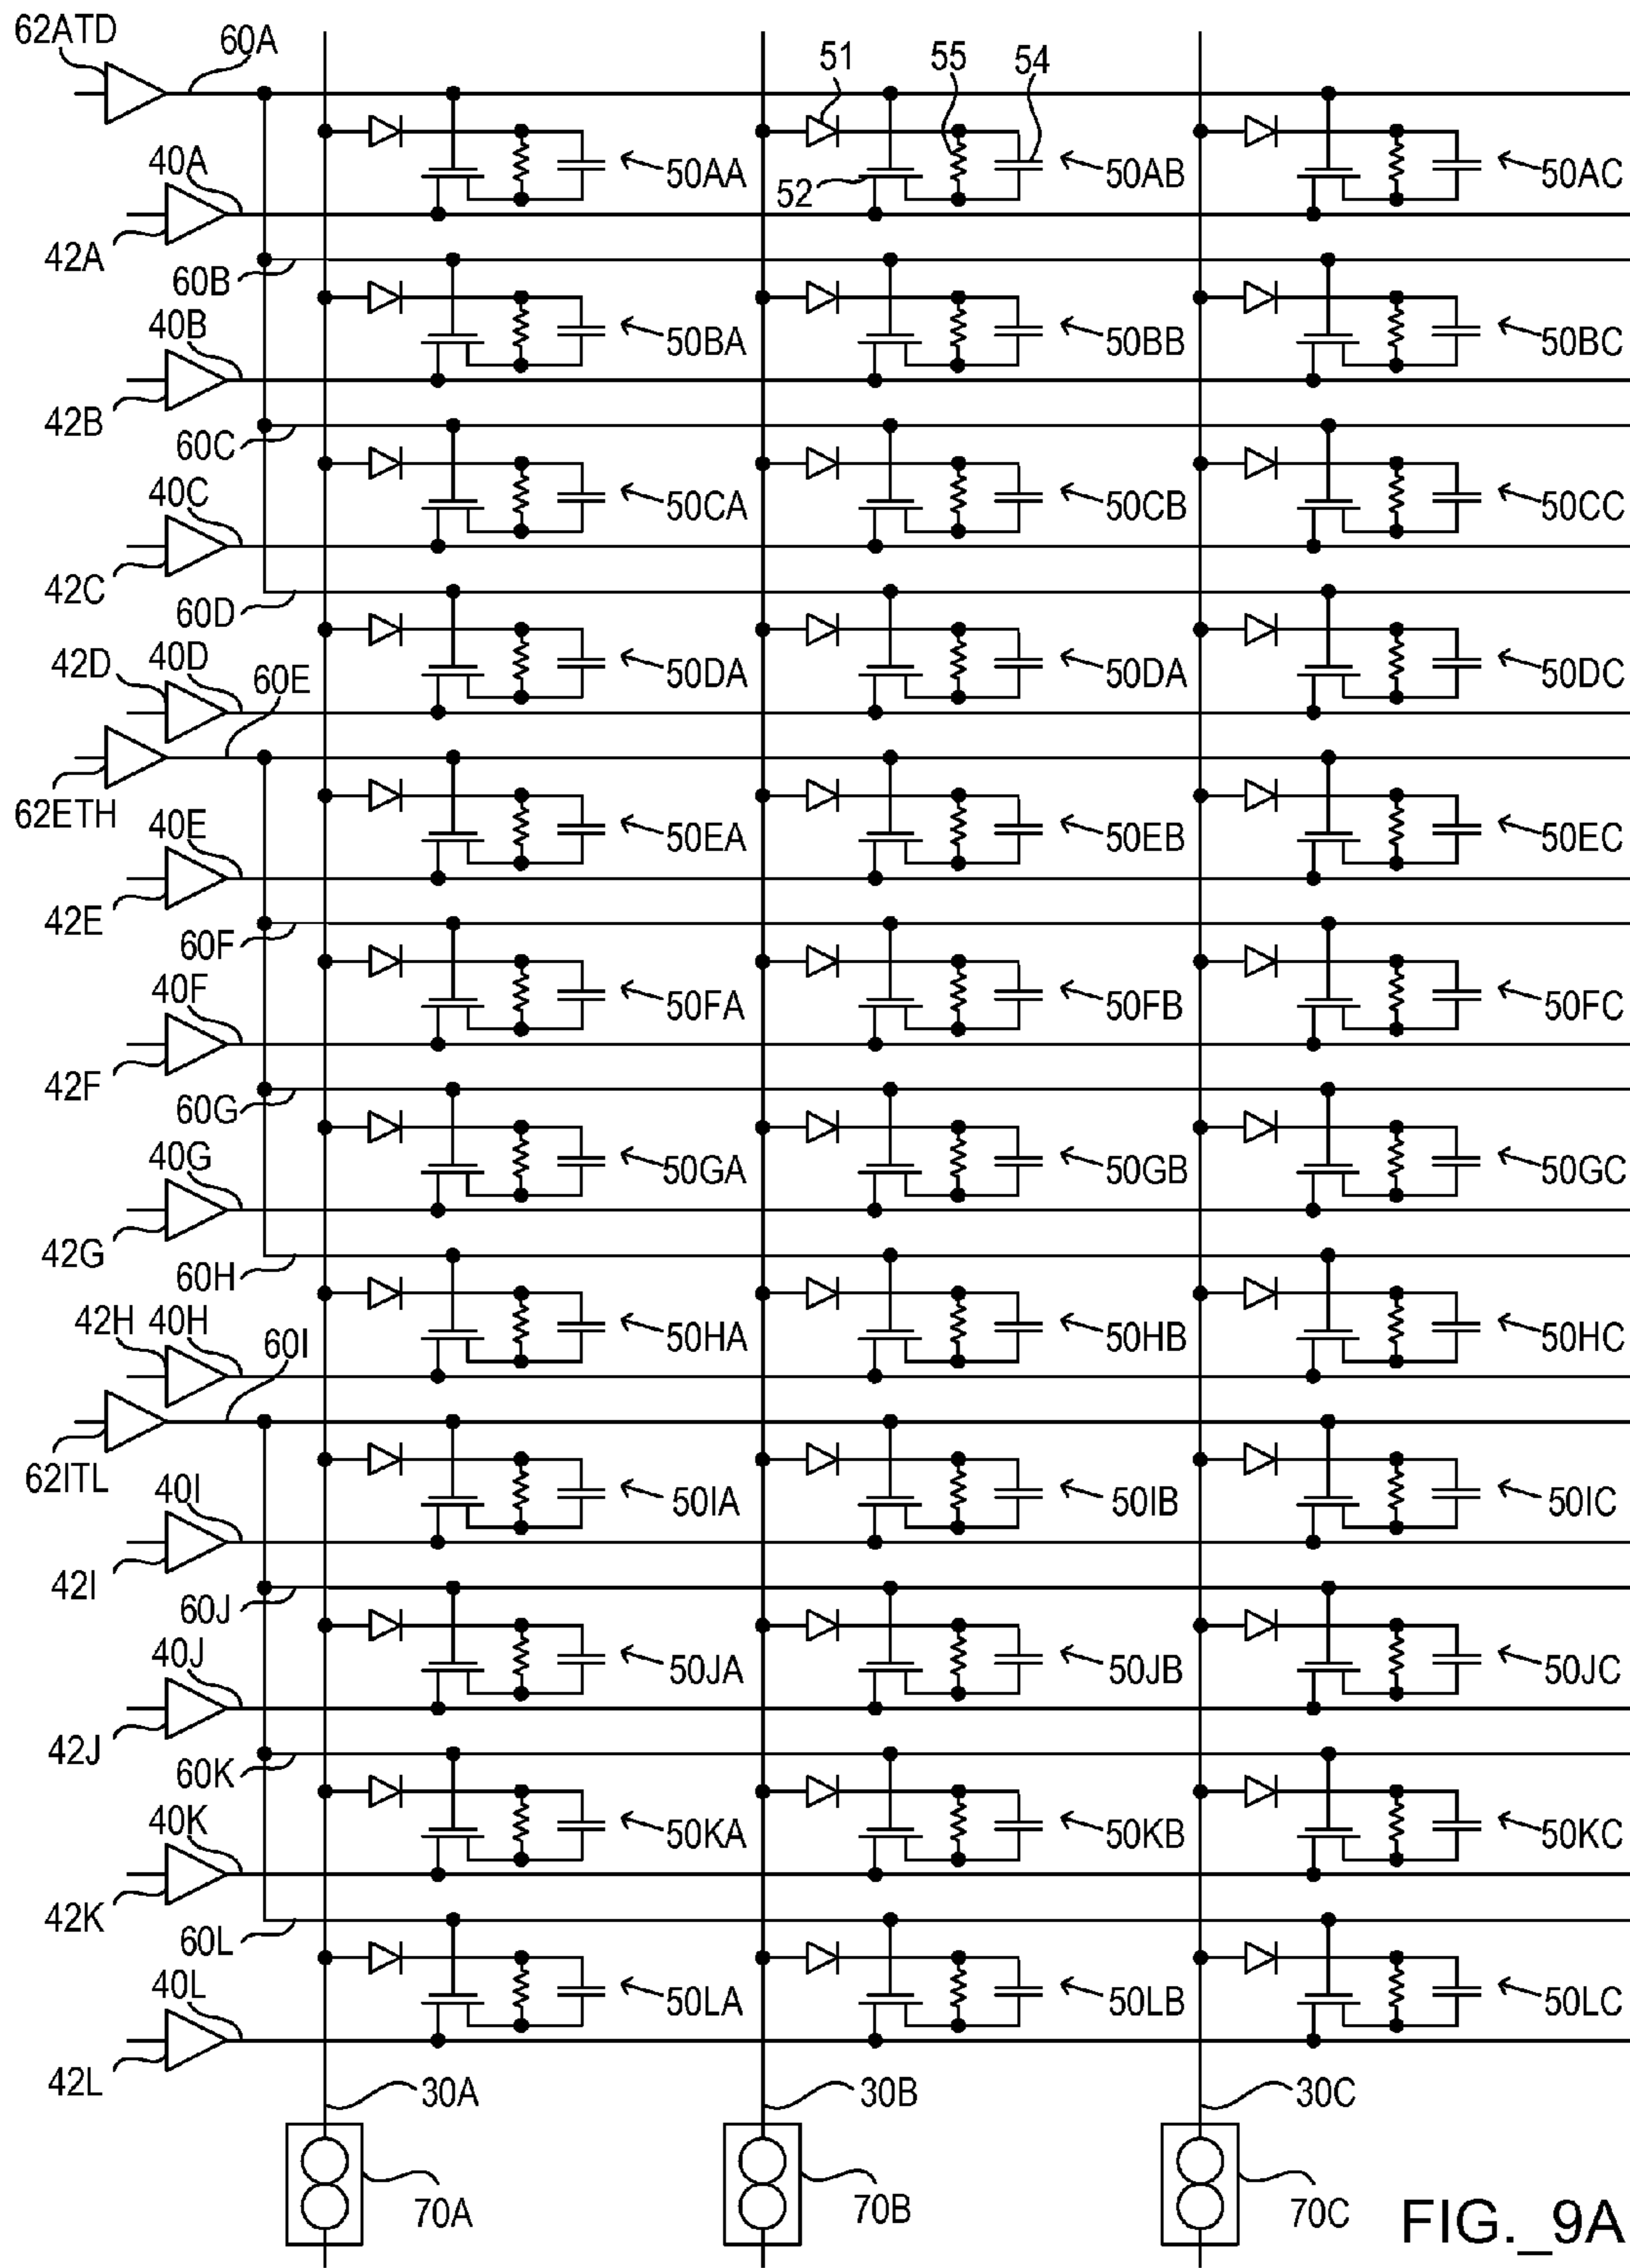 62ATD
60A
51
55
54
40A
50AA
52
50AB
50AC
42A
60B
40B
50BA
50BB
50BC
42B
60C
40C
50CA
50CB
50CC
42C
60D
42D
40D
60E
50DA
50DA
50DC
62ETH
40E
50EA
50EB
50EC
42E
60F
40F
50FA
50FB
50FC
42F
60G
40G
50GA
50GB
50GC
42G
60H
42H
40H
60I
50HA
50HB
50HC
62ITL
40I
50IA
50IB
50IC
42I
60J
40J
50JA
50JB
50JC
42J
60K
40K
50KA
50KB
50KC
42K
60L
40L
50LA
50LB
50LC
42L
30A
30B
30C
70A
70B
70C
FIG._9A